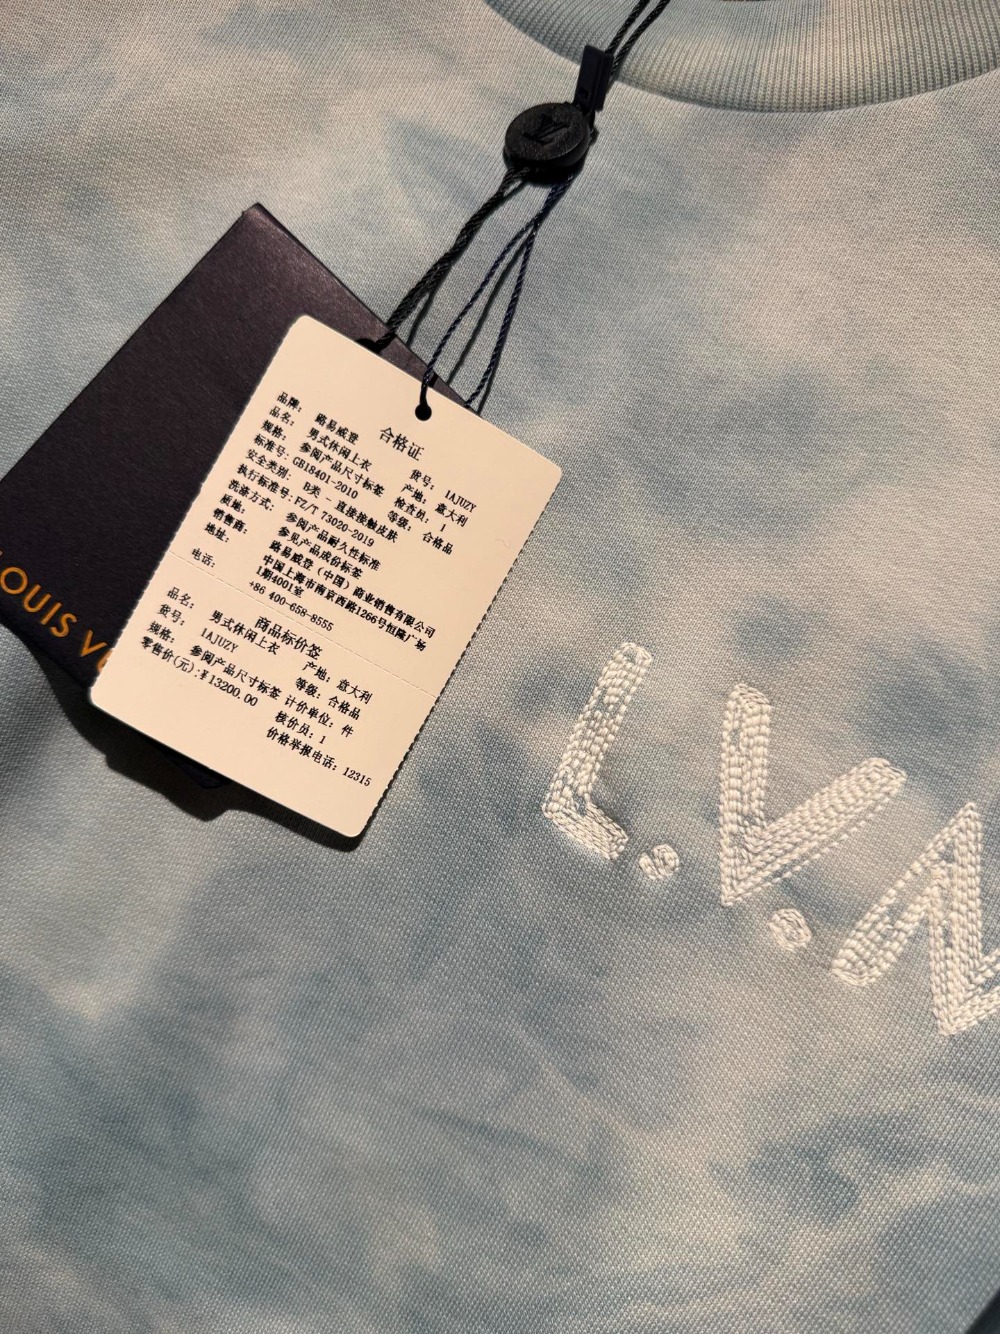 合格证
品牌： 路易威登 货号： 1AJUZY
品名： 男式休闲上衣 产地： 意大利
规格： 参阅产品尺寸标签 检查员： 1
标准号：GB18401-2010 等级： 合格品
安全类别： B类 - 直接接触皮肤
执行标准号：FZ/T 73020-2019
洗涤方式： 参阅产品耐久性标准
质地： 参见产品成份标签
销售商： 路易威登（中国）商业销售有限公司
地址： 中国上海市南京西路1266号恒隆广场
1期4001室
电话： +86 400-658-8555
商品标价签
品名： 男式休闲上衣 产地：意大利
货号： 1AJUZY 等级：合格品
规格： 参阅产品尺寸标签 计价单位： 件
零售价(元)：¥13200.00 核价员：1
价格举报电话：12315
LOUIS V
L.V.
LV